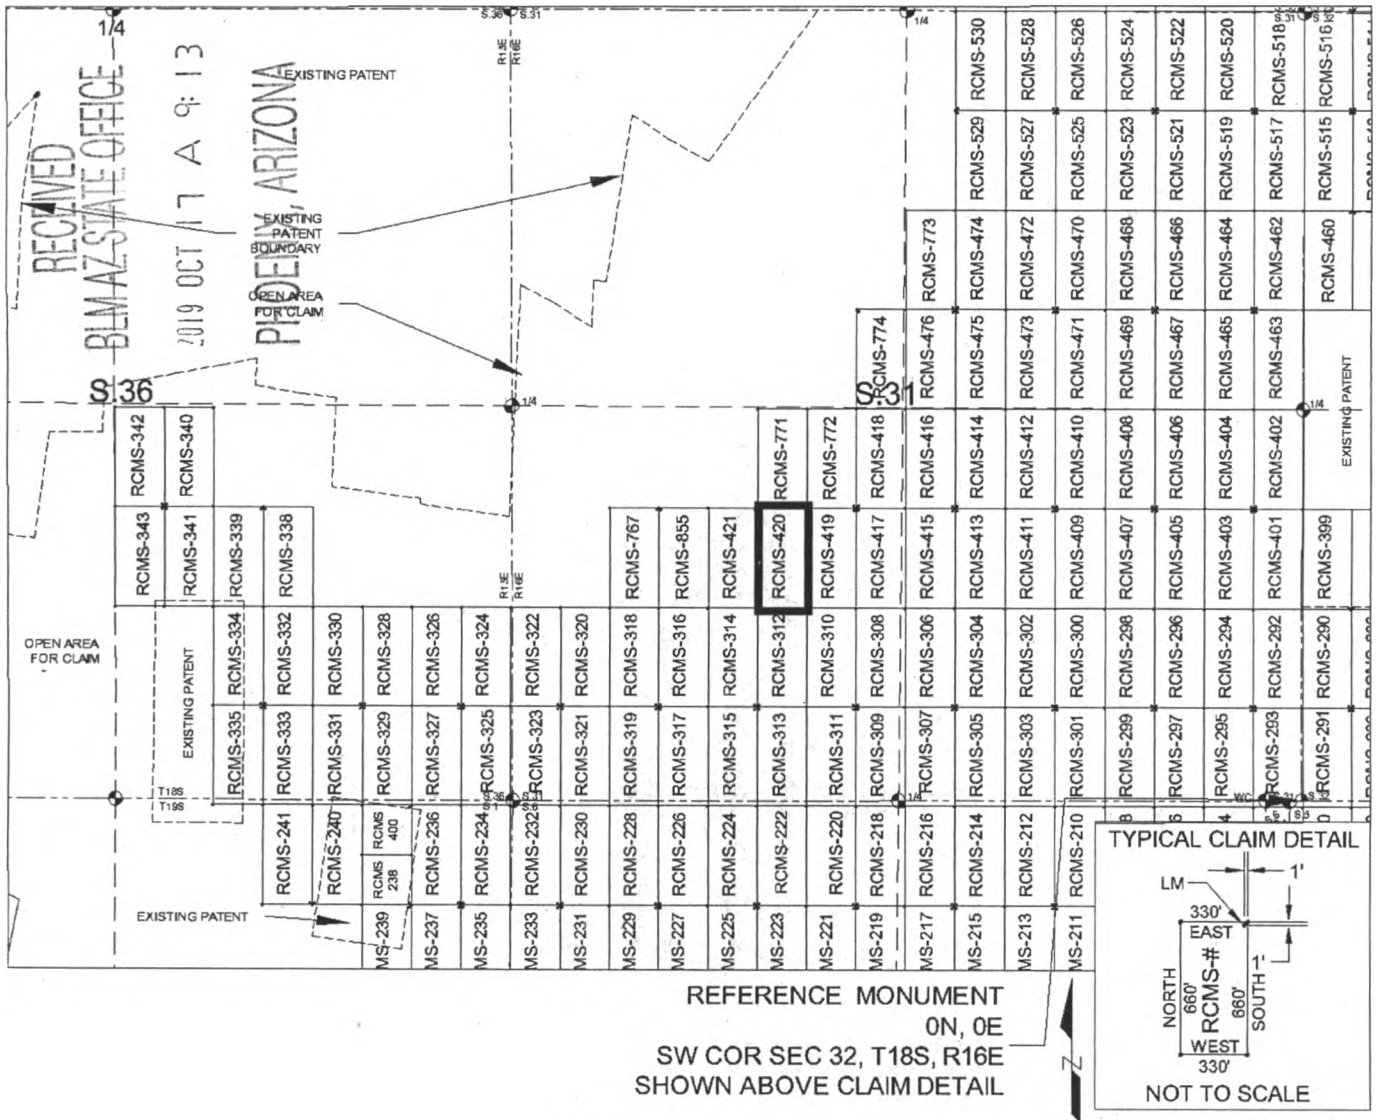 1/4
S.36 S.31
1/4
S.31 S.32
R13E
R16E
RECEIVED
BLM AZ STATE OFFICE
2019 OCT 17 A 9:13
PHOENIX, ARIZONA
EXISTING PATENT
EXISTING
PATENT
BOUNDARY
OPEN AREA
FOR CLAIM
RCMS-530 RCMS-528 RCMS-526 RCMS-524 RCMS-522 RCMS-520 RCMS-518 RCMS-516
RCMS-529 RCMS-527 RCMS-525 RCMS-523 RCMS-521 RCMS-519 RCMS-517 RCMS-515
RCMS-773 RCMS-474 RCMS-472 RCMS-470 RCMS-468 RCMS-466 RCMS-464 RCMS-462 RCMS-460
RCMS-774 RCMS-476 RCMS-475 RCMS-473 RCMS-471 RCMS-469 RCMS-467 RCMS-465 RCMS-463
EXISTING PATENT
S.36 1/4 S.31 1/4
RCMS-342 RCMS-340 RCMS-771 RCMS-772 RCMS-418 RCMS-416 RCMS-414 RCMS-412 RCMS-410 RCMS-408 RCMS-406 RCMS-404 RCMS-402
RCMS-343 RCMS-341 RCMS-339 RCMS-338 RCMS-767 RCMS-855 RCMS-421 RCMS-420 RCMS-419 RCMS-417 RCMS-415 RCMS-413 RCMS-411 RCMS-409 RCMS-407 RCMS-405 RCMS-403 RCMS-401 RCMS-399
R13E
R16E
OPEN AREA
FOR CLAIM
EXISTING PATENT
RCMS-334 RCMS-332 RCMS-330 RCMS-328 RCMS-326 RCMS-324 RCMS-322 RCMS-320 RCMS-318 RCMS-316 RCMS-314 RCMS-312 RCMS-310 RCMS-308 RCMS-306 RCMS-304 RCMS-302 RCMS-300 RCMS-298 RCMS-296 RCMS-294 RCMS-292 RCMS-290
RCMS-335 RCMS-333 RCMS-331 RCMS-329 RCMS-327 RCMS-325 RCMS-323 RCMS-321 RCMS-319 RCMS-317 RCMS-315 RCMS-313 RCMS-311 RCMS-309 RCMS-307 RCMS-305 RCMS-303 RCMS-301 RCMS-299 RCMS-297 RCMS-295 RCMS-293 RCMS-291
T18S
T19S
S.36 S.31
S.1 S.6
1/4
WC S.31 S.32
S.6 S.5
RCMS-241 RCMS-240 RCMS 400 RCMS-236 RCMS-234 RCMS-232 RCMS-230 RCMS-228 RCMS-226 RCMS-224 RCMS-222 RCMS-220 RCMS-218 RCMS-216 RCMS-214 RCMS-212 RCMS-210
RCMS 238
EXISTING PATENT
MS-239 MS-237 MS-235 MS-233 MS-231 MS-229 MS-227 MS-225 MS-223 MS-221 MS-219 MS-217 MS-215 MS-213 MS-211
REFERENCE MONUMENT
0N, 0E
SW COR SEC 32, T18S, R16E
SHOWN ABOVE CLAIM DETAIL
N
TYPICAL CLAIM DETAIL
LM
1'
330'
EAST
NORTH
660'
RCMS-#
660'
SOUTH
1'
WEST
330'
NOT TO SCALE